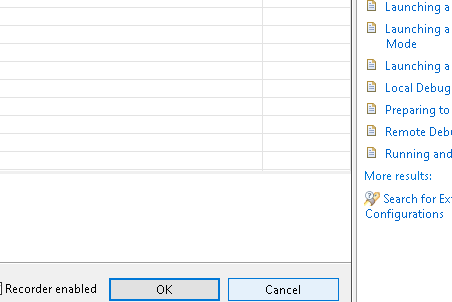 Launching a
Launching a
Mode
Launching a
Local Debug
Preparing to
Remote Deb
Running and
More results:
Search for Ex
Configurations
Recorder enabled
OK
Cancel